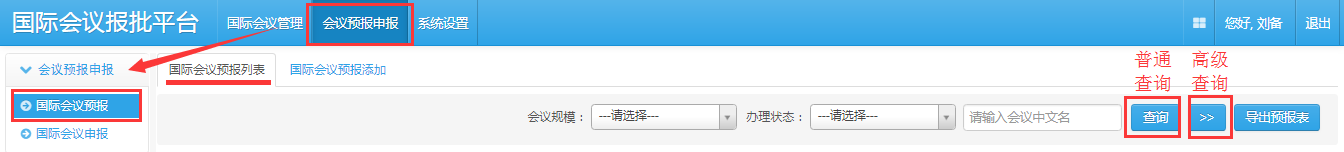 国际会议报批平台 国际会议管理 会议预报申报 系统设置 您好, 刘备 退出
会议预报申报 国际会议预报列表 国际会议预报添加
普通查询 高级查询
国际会议预报
会议规模： ---请选择--- 办理状态： ---请选择--- 请输入会议中文名 查询 >> 导出预报表
国际会议申报